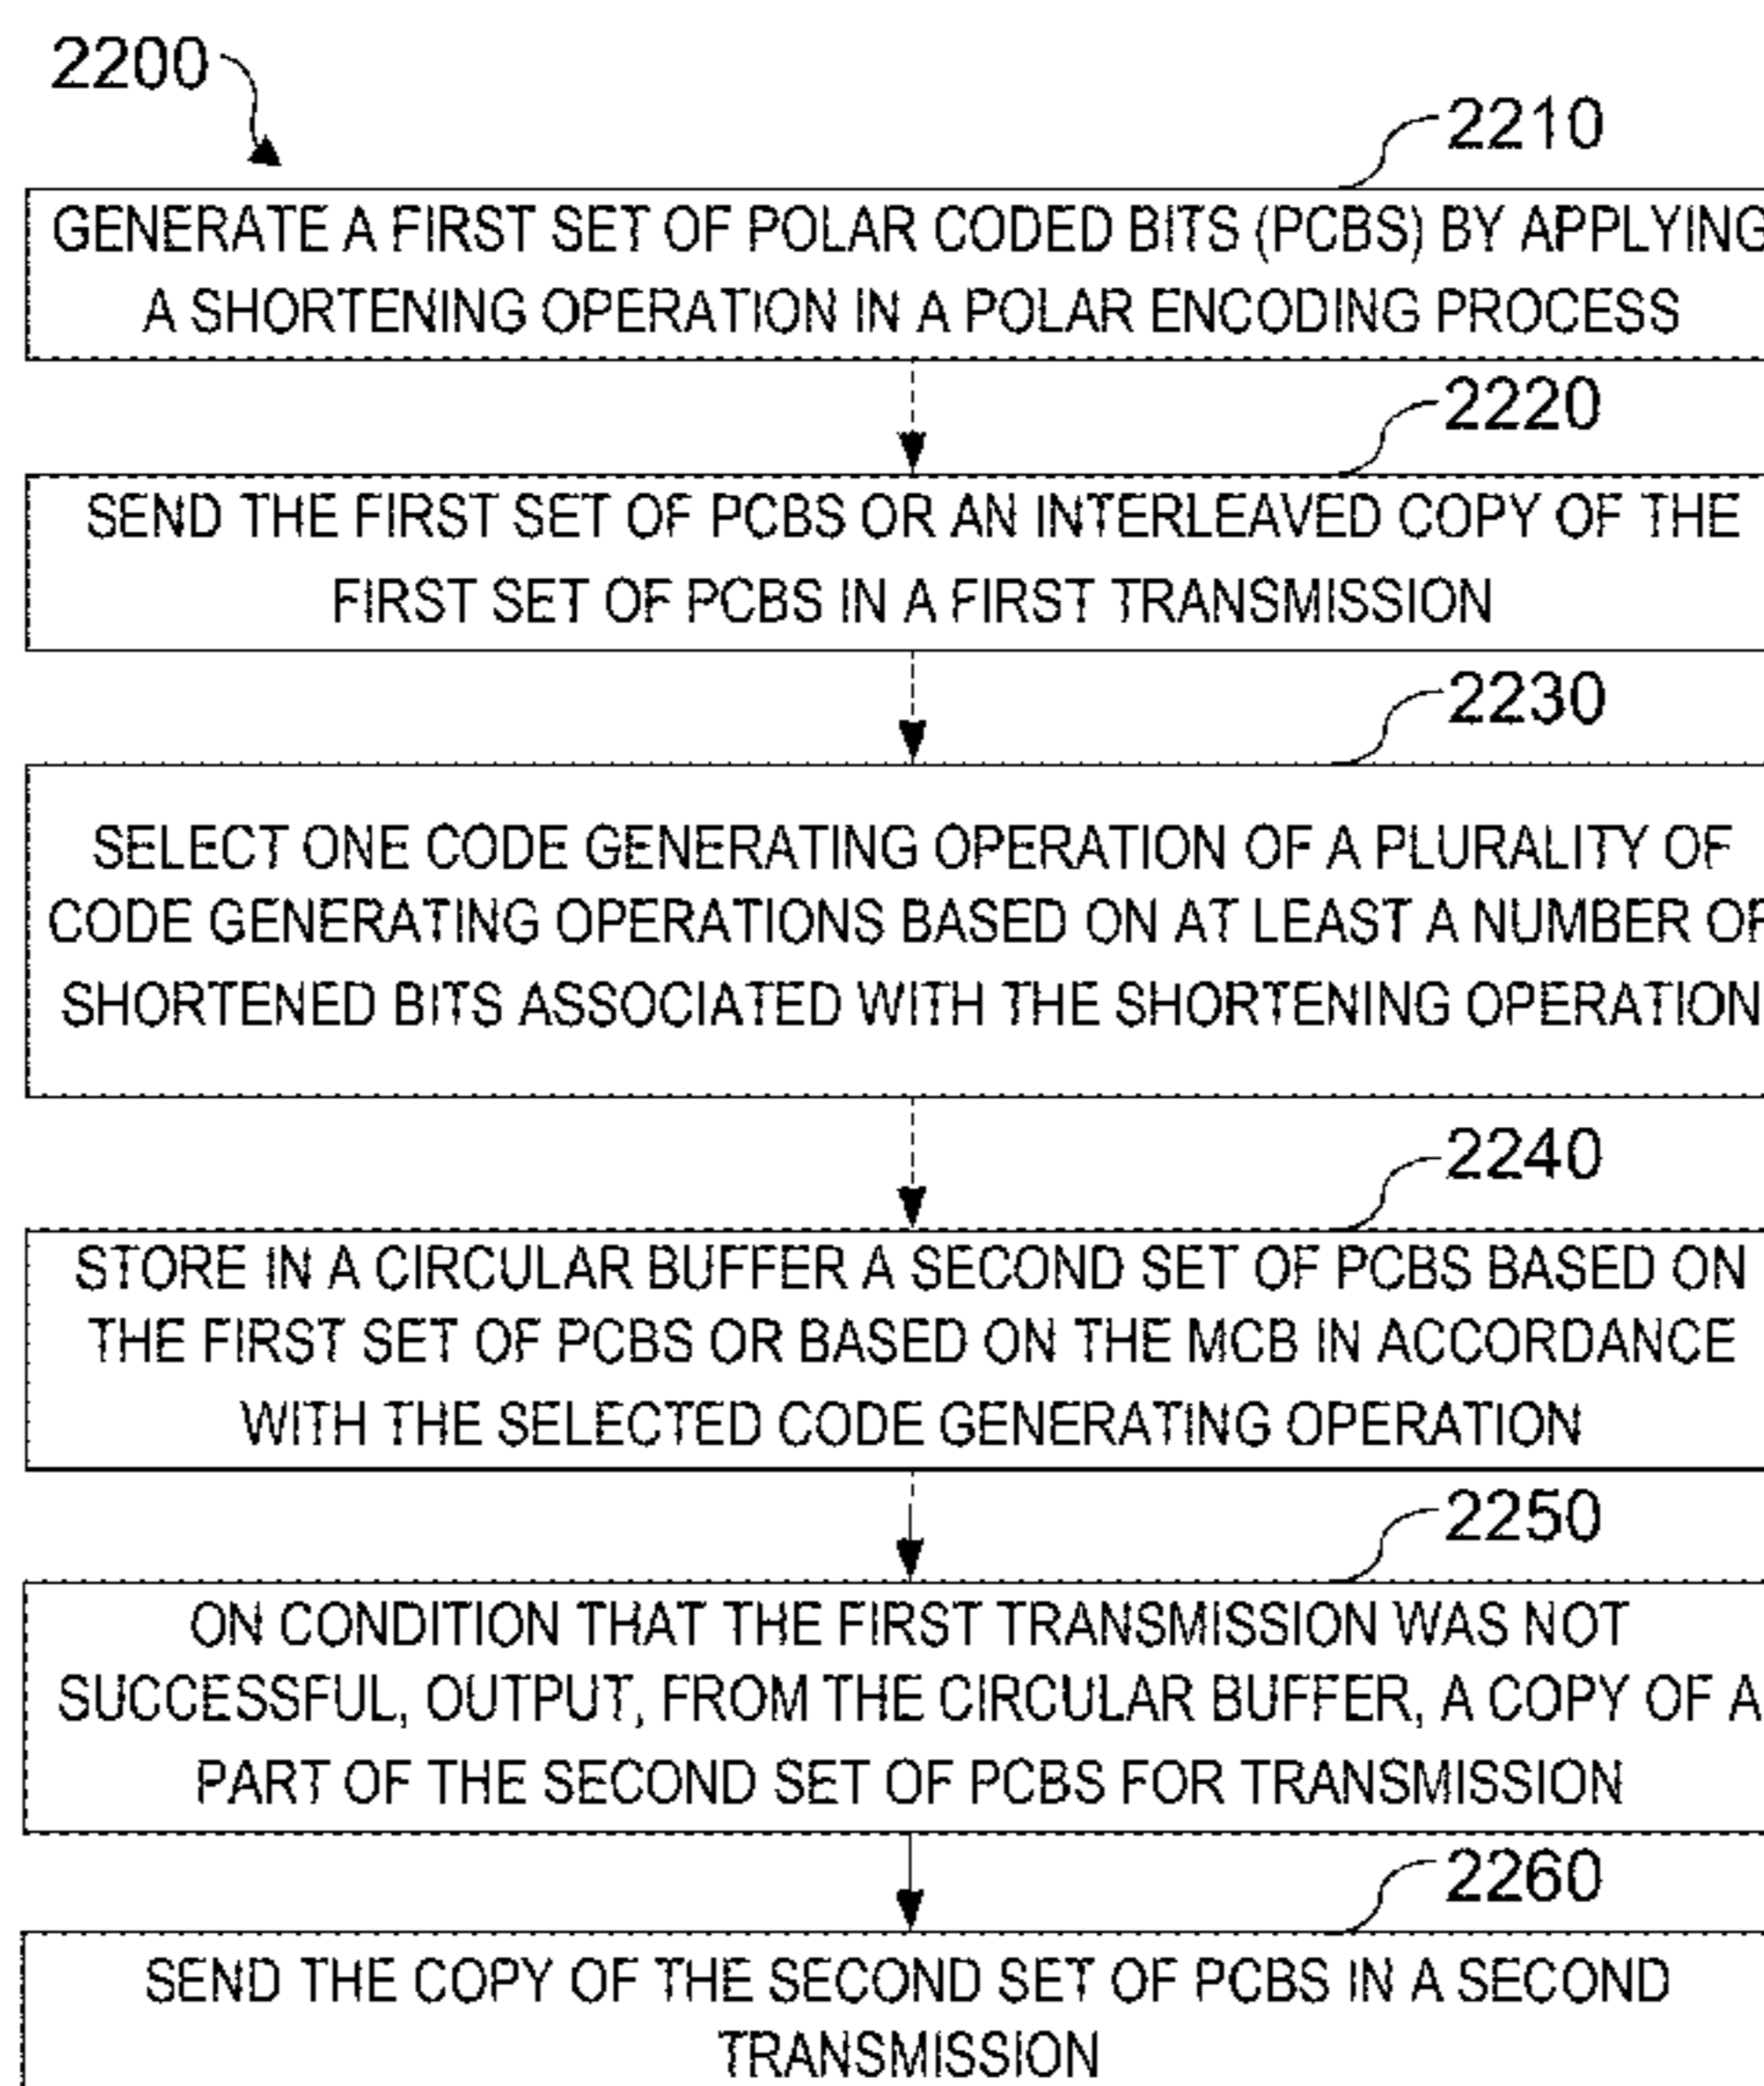 2200
2210
GENERATE A FIRST SET OF POLAR CODED BITS (PCBS) BY APPLYING
A SHORTENING OPERATION IN A POLAR ENCODING PROCESS
2220
SEND THE FIRST SET OF PCBS OR AN INTERLEAVED COPY OF THE
FIRST SET OF PCBS IN A FIRST TRANSMISSION
2230
SELECT ONE CODE GENERATING OPERATION OF A PLURALITY OF
CODE GENERATING OPERATIONS BASED ON AT LEAST A NUMBER OF
SHORTENED BITS ASSOCIATED WITH THE SHORTENING OPERATION
2240
STORE IN A CIRCULAR BUFFER A SECOND SET OF PCBS BASED ON
THE FIRST SET OF PCBS OR BASED ON THE MCB IN ACCORDANCE
WITH THE SELECTED CODE GENERATING OPERATION
2250
ON CONDITION THAT THE FIRST TRANSMISSION WAS NOT
SUCCESSFUL, OUTPUT, FROM THE CIRCULAR BUFFER, A COPY OF A
PART OF THE SECOND SET OF PCBS FOR TRANSMISSION
2260
SEND THE COPY OF THE SECOND SET OF PCBS IN A SECOND
TRANSMISSION